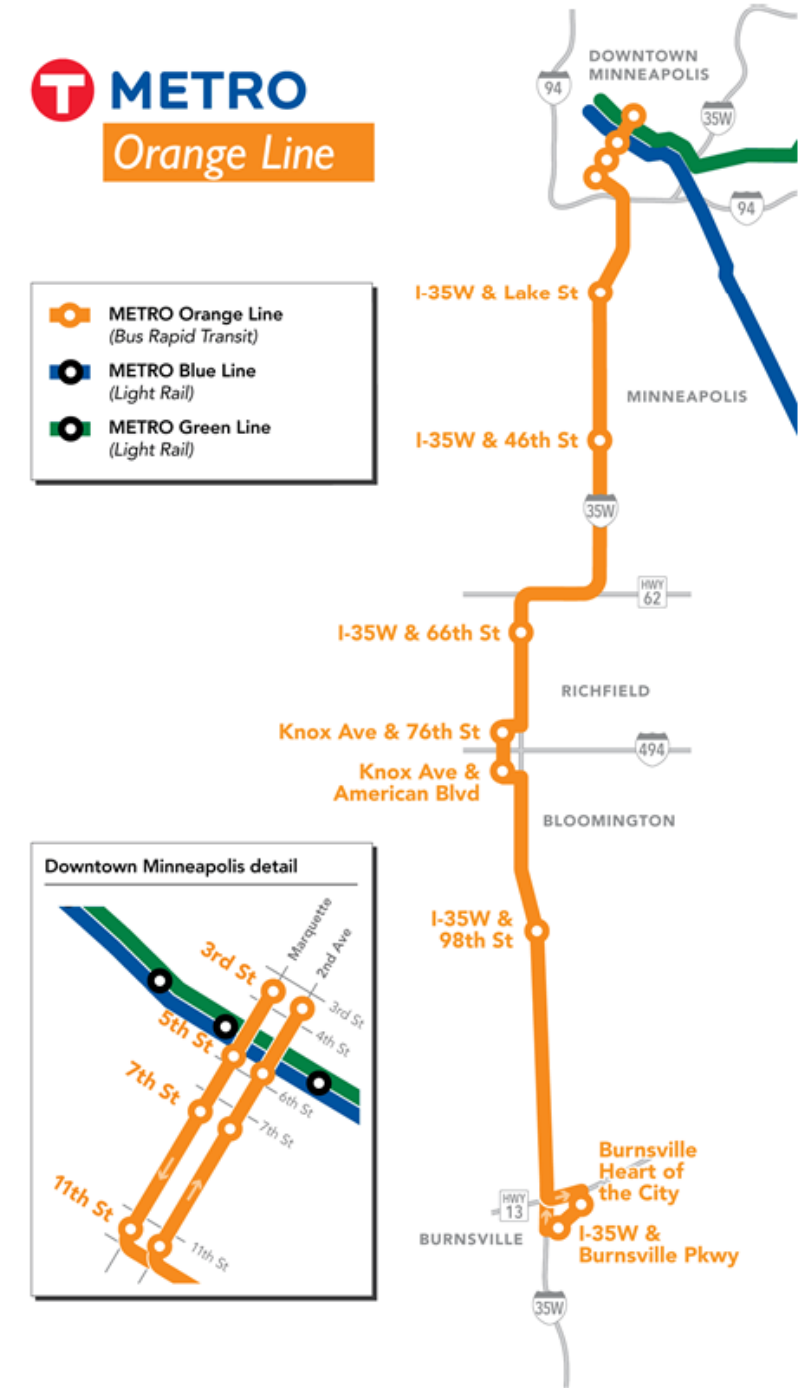 T METRO
Orange Line
DOWNTOWN
MINNEAPOLIS
94
35W
94
METRO Orange Line
(Bus Rapid Transit)
METRO Blue Line
(Light Rail)
METRO Green Line
(Light Rail)
I-35W & Lake St
MINNEAPOLIS
I-35W & 46th St
35W
HWY
62
I-35W & 66th St
RICHFIELD
Knox Ave & 76th St
494
Knox Ave &
American Blvd
BLOOMINGTON
I-35W &
98th St
Burnsville
Heart of
the City
HWY
13
BURNSVILLE
I-35W &
Burnsville Pkwy
35W
Downtown Minneapolis detail
Marquette
2nd Ave
3rd St
3rd St
4th St
5th St
6th St
7th St
7th St
11th St
11th St